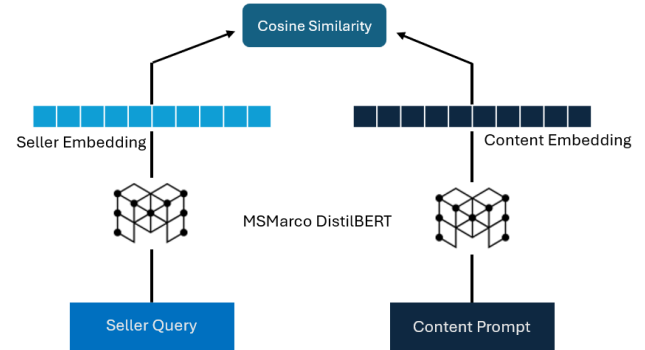 Cosine Similarity
Seller Embedding
Content Embedding
MSMarco DistilBERT
Seller Query
Content Prompt